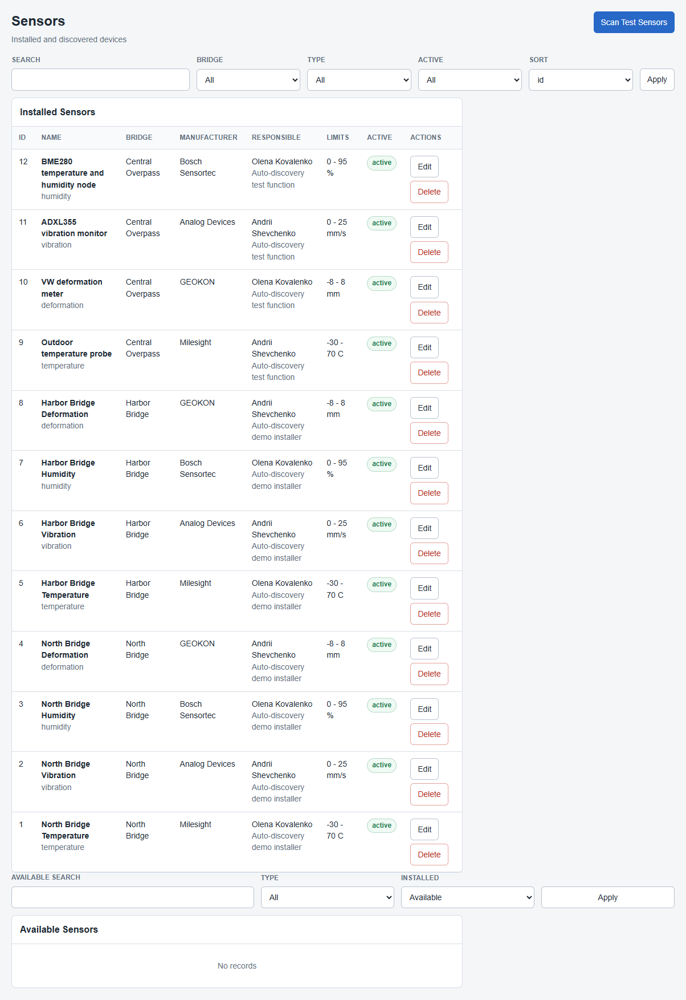 Sensors
Scan Test Sensors
Installed and discovered devices
SEARCH BRIDGE TYPE ACTIVE SORT
All All All id Apply
Installed Sensors
ID NAME BRIDGE MANUFACTURER RESPONSIBLE LIMITS ACTIVE ACTIONS
12 BME280 Central Bosch Olena Kovalenko 0 - 95 active Edit
temperature and Overpass Sensortec Auto-discovery %
humidity node test function Delete
humidity
11 ADXL355 Central Analog Devices Andrii 0 - 25 active Edit
vibration monitor Overpass Shevchenko mm/s
vibration Auto-discovery Delete
test function
10 VW deformation Central GEOKON Olena Kovalenko -8 - 8 active Edit
meter Overpass Auto-discovery mm
deformation test function Delete
9 Outdoor Central Milesight Andrii -30 - active Edit
temperature probe Overpass Shevchenko 70 C
temperature Auto-discovery Delete
test function
8 Harbor Bridge Harbor GEOKON Andrii -8 - 8 active Edit
Deformation Bridge Shevchenko mm
deformation Auto-discovery Delete
demo installer
7 Harbor Bridge Harbor Bosch Olena Kovalenko 0 - 95 active Edit
Humidity Bridge Sensortec Auto-discovery %
humidity demo installer Delete
6 Harbor Bridge Harbor Analog Devices Andrii 0 - 25 active Edit
Vibration Bridge Shevchenko mm/s
vibration Auto-discovery Delete
demo installer
5 Harbor Bridge Harbor Milesight Olena Kovalenko -30 - active Edit
Temperature Bridge Auto-discovery 70 C
temperature demo installer Delete
4 North Bridge North GEOKON Andrii -8 - 8 active Edit
Deformation Bridge Shevchenko mm
deformation Auto-discovery Delete
demo installer
3 North Bridge North Bosch Olena Kovalenko 0 - 95 active Edit
Humidity Bridge Sensortec Auto-discovery %
humidity demo installer Delete
2 North Bridge North Analog Devices Andrii 0 - 25 active Edit
Vibration Bridge Shevchenko mm/s
vibration Auto-discovery Delete
demo installer
1 North Bridge North Milesight Olena Kovalenko -30 - active Edit
Temperature Bridge Auto-discovery 70 C
temperature demo installer Delete
AVAILABLE SEARCH TYPE INSTALLED
All Available Apply
Available Sensors
No records